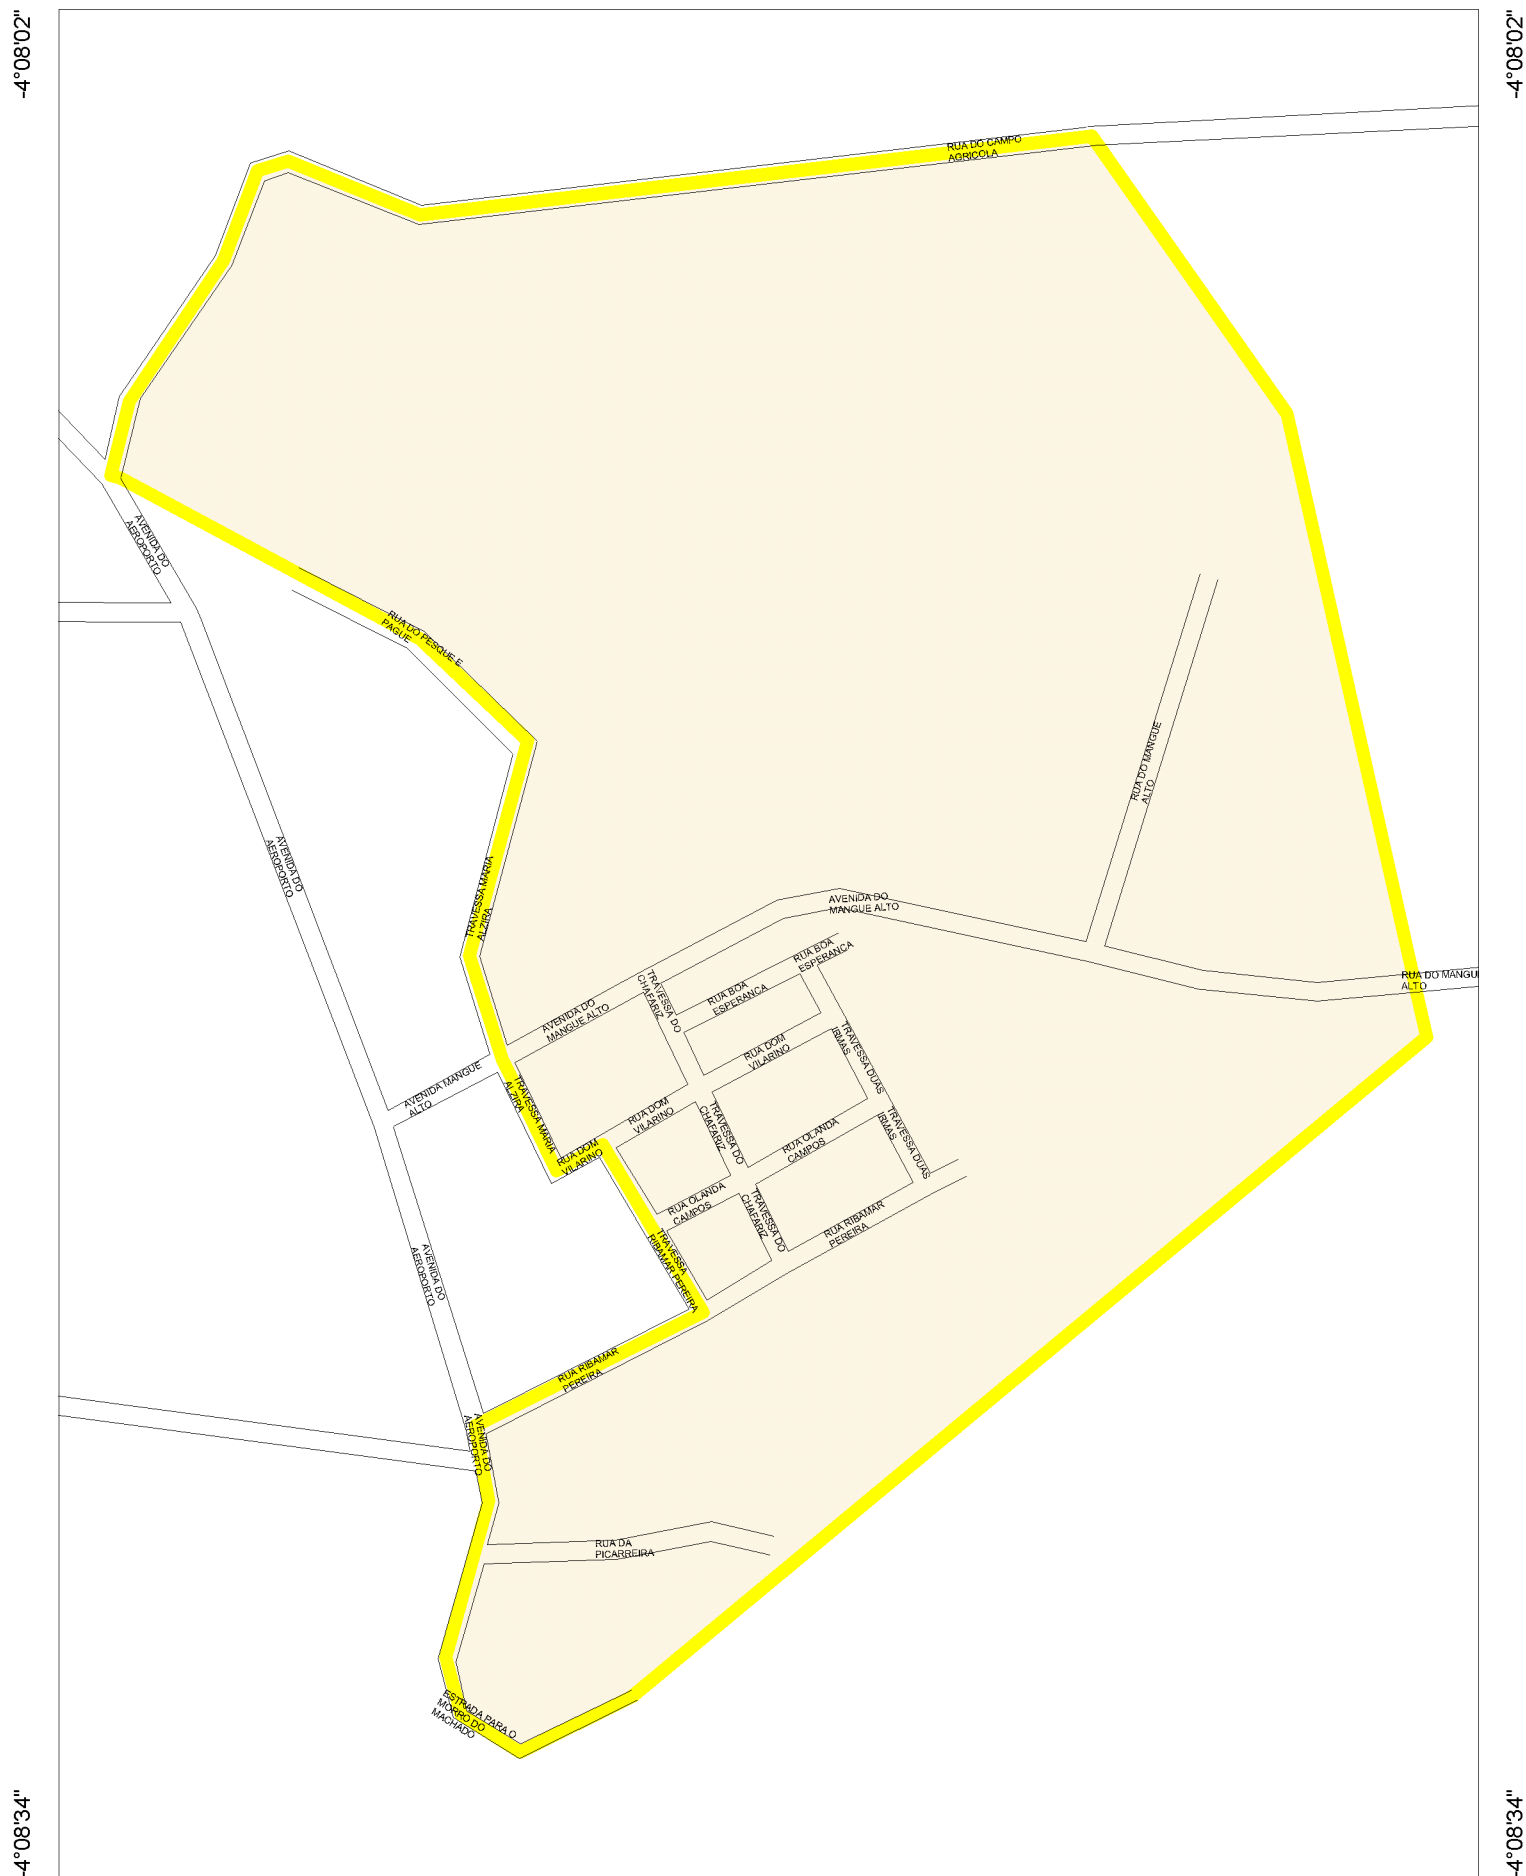 -4°08'02"
-4°08'02"
RUA DO CAMPO
AGRICOLA
AVENIDA DO
AEROPORTO
RUA DO PESQUE E
PAGUE
RUA DO MANGUE
ALTO
AVENIDA DO
AEROPORTO
TRAVESSA MARIA
ALZIRA
AVENIDA DO
MANGUE ALTO
RUA BOA
ESPERANCA
RUA DO MANGU
ALTO
TRAVESSA DO
CHAFARIZ
RUA BOA
ESPERANCA
AVENIDA DO
MANGUE ALTO
RUA DOM
VILARINO
TRAVESSA DUAS
IRMAS
AVENIDA MANGUE
ALTO
TRAVESSA MARIA
ALZIRA
RUA DOM
VILARINO
TRAVESSA DO
CHAFARIZ
RUA OLANDA
CAMPOS
TRAVESSA DUAS
IRMAS
RUA DOM
VILARINO
RUA OLANDA
CAMPOS
TRAVESSA DO
CHAFARIZ
RUA RIBAMAR
PEREIRA
TRAVESSA
RIBAMAR PEREIRA
AVENIDA DO
AEROPORTO
RUA RIBAMAR
PEREIRA
AVENIDA DO
AEROPORTO
RUA DA
PICARREIRA
ESTRADA PARA O
MORRO DO
MACHADO
-4°08'34"
-4°08'34"